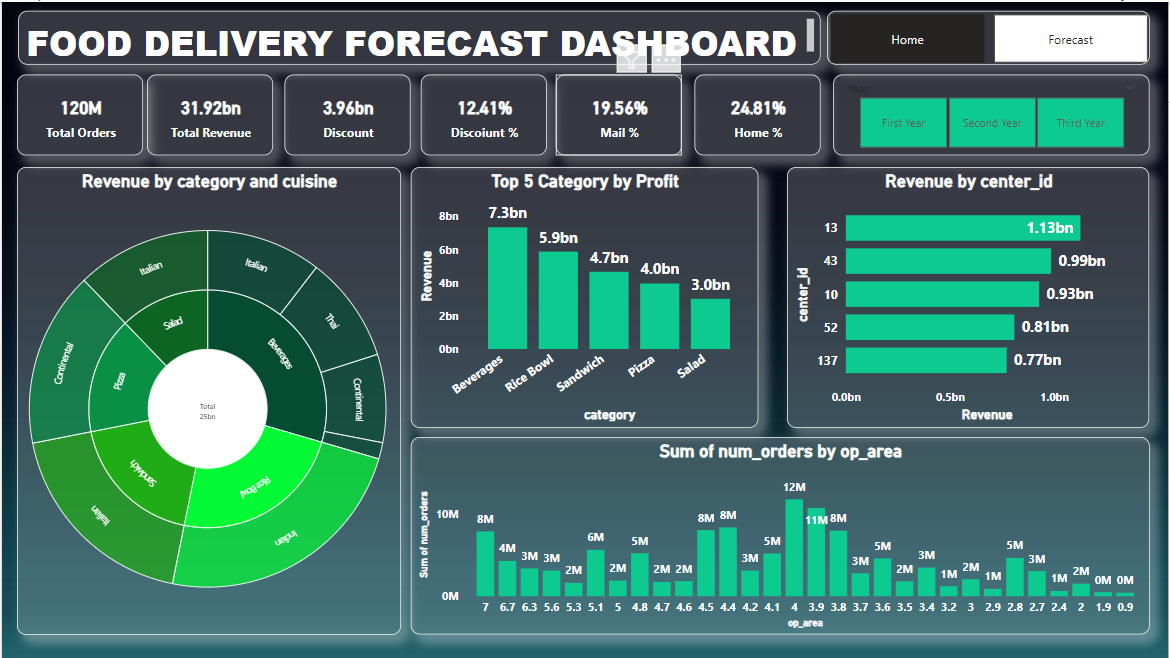 FOOD DELIVERY FORECAST DASHBOARD
Home
Forecast
120M
Total Orders
31.92bn
Total Revenue
3.96bn
Discount
12.41%
Discoiunt %
19.56%
Mail %
24.81%
Home %
Year
First Year
Second Year
Third Year
Revenue by category and cuisine
Italian
Italian
Thai
Continental
Continental
Salad
Beverages
Pizza
Sandwich
Rice Bowl
Italian
Indian
Total
25bn
Top 5 Category by Profit
Revenue
8bn
6bn
4bn
2bn
0bn
7.3bn
5.9bn
4.7bn
4.0bn
3.0bn
Beverages
Rice Bowl
Sandwich
Pizza
Salad
category
Revenue by center_id
center_id
13
1.13bn
43
0.99bn
10
0.93bn
52
0.81bn
137
0.77bn
0.0bn 0.5bn 1.0bn
Revenue
Sum of num_orders by op_area
Sum of num_orders
10M
0M
8M 4M 3M 3M 2M 6M 2M 5M 2M 2M 8M 8M 3M 5M 12M 11M 8M 3M 5M 2M 3M 1M 2M 1M 5M 3M 1M 2M 0M 0M
7 6.7 6.3 5.6 5.3 5.1 5 4.8 4.7 4.6 4.5 4.4 4.2 4.1 4 3.9 3.8 3.7 3.6 3.5 3.4 3.2 3 2.9 2.8 2.7 2.4 2 1.9 0.9
op_area